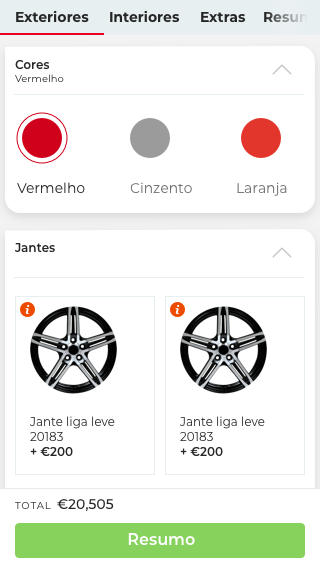 Exteriores Interiores Extras Resum
Cores
Vermelho
Vermelho Cinzento Laranja
Jantes
i i
Jante liga leve Jante liga leve
20183 20183
+ €200 + €200
TOTAL €20,505
Resumo